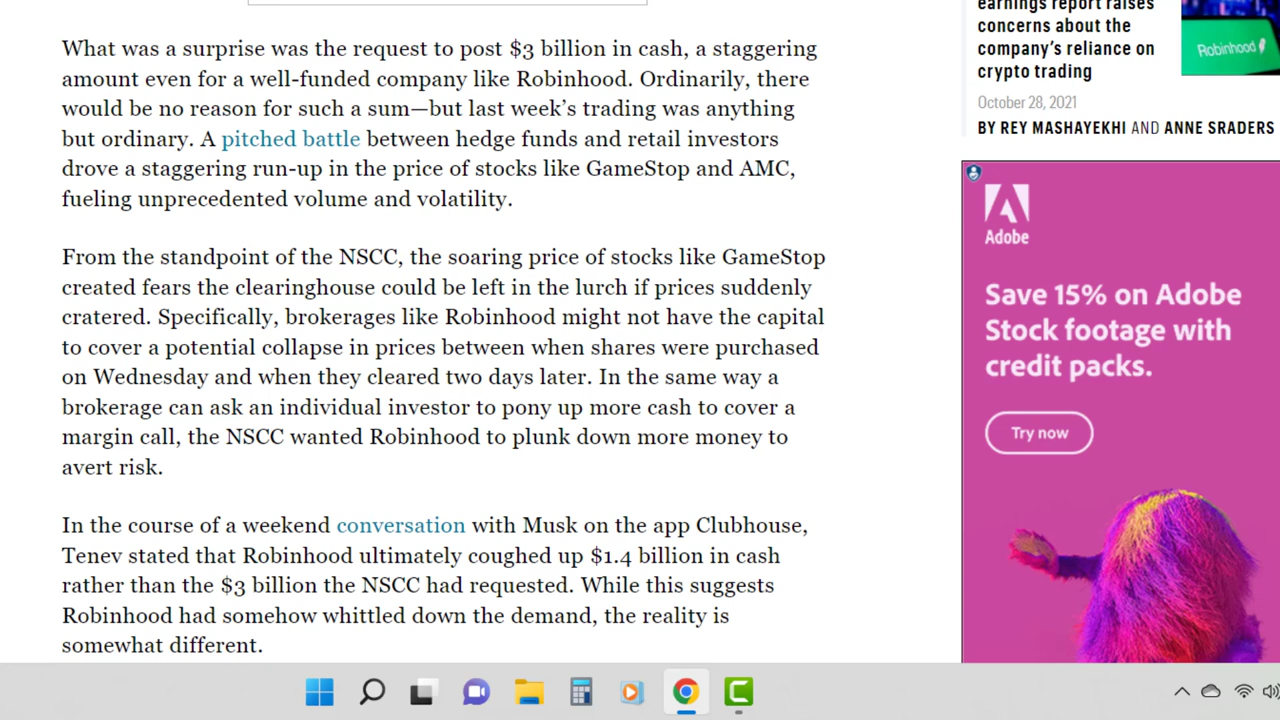 What was a surprise was the request to post $3 billion in cash, a staggering
amount even for a well-funded company like Robinhood. Ordinarily, there
would be no reason for such a sum—but last week's trading was anything
but ordinary. A pitched battle between hedge funds and retail investors
drove a staggering run-up in the price of stocks like GameStop and AMC,
fueling unprecedented volume and volatility.
From the standpoint of the NSCC, the soaring price of stocks like GameStop
created fears the clearinghouse could be left in the lurch if prices suddenly
cratered. Specifically, brokerages like Robinhood might not have the capital
to cover a potential collapse in prices between when shares were purchased
on Wednesday and when they cleared two days later. In the same way a
brokerage can ask an individual investor to pony up more cash to cover a
margin call, the NSCC wanted Robinhood to plunk down more money to
avert risk.
In the course of a weekend conversation with Musk on the app Clubhouse,
Tenev stated that Robinhood ultimately coughed up $1.4 billion in cash
rather than the $3 billion the NSCC had requested. While this suggests
Robinhood had somehow whittled down the demand, the reality is
somewhat different.
earnings report raises
concerns about the
company's reliance on
crypto trading
October 28, 2021
BY REY MASHAYEKHI AND ANNE SRADERS
Robinhood
Adobe
Save 15% on Adobe
Stock footage with
credit packs.
Try now